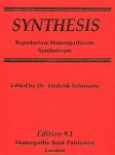 SYNTHESIS
Repertorium Homeopathicum
Syntheticum
edited by Dr. Frederik Schroyens
Edition 9.1
Homeopathic Book Publishers
London